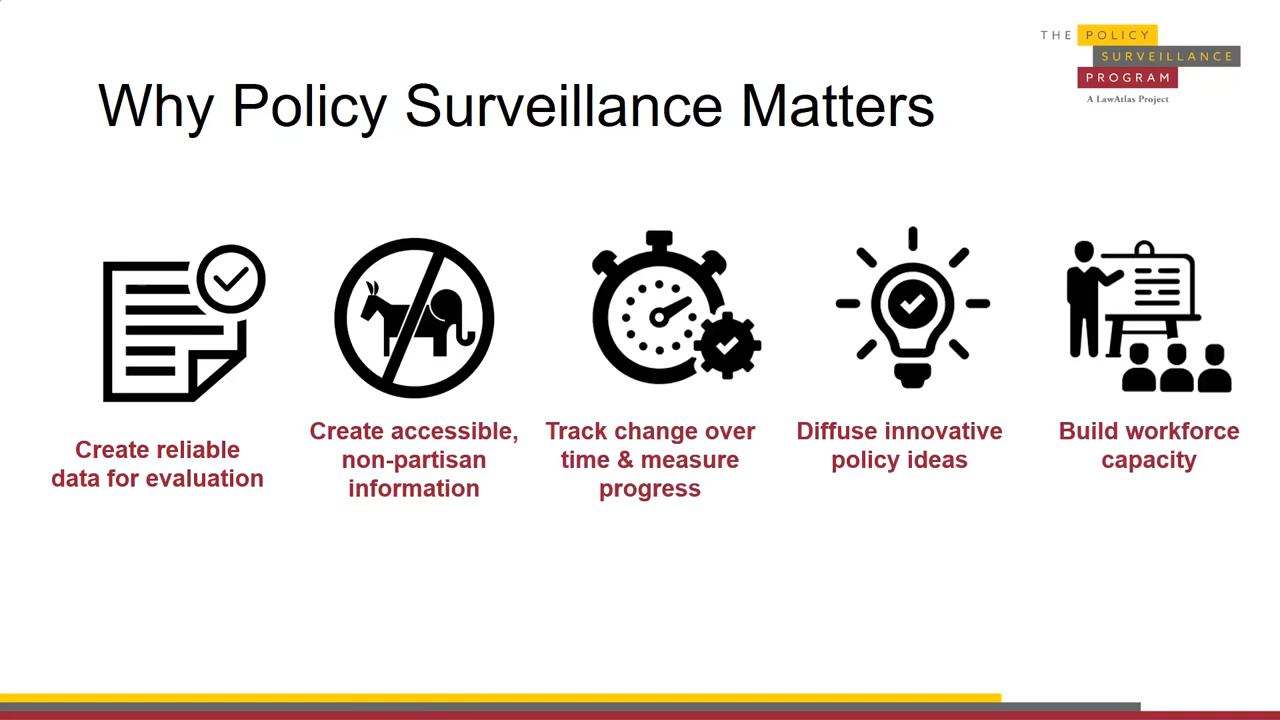 THE POLICY
SURVEILLANCE
PROGRAM
A LawAtlas Project
Why Policy Surveillance Matters
Create reliable
data for evaluation
Create accessible,
non-partisan
information
Track change over
time & measure
progress
Diffuse innovative
policy ideas
Build workforce
capacity